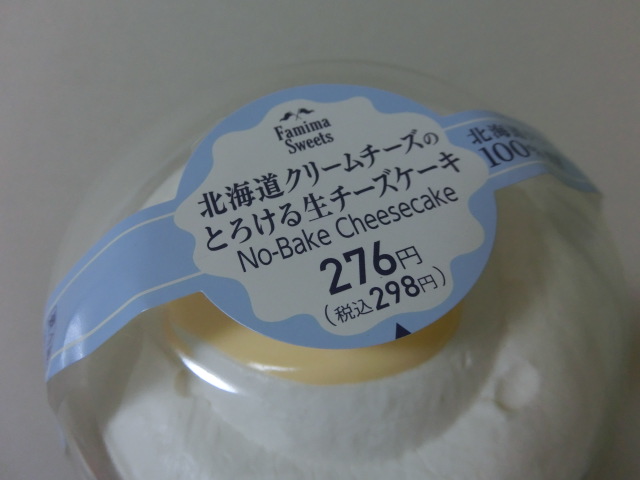 Famima
Sweets
北海道クリームチーズの
とろける生チーズケーキ
No-Bake Cheesecake
276円
(税込298円)
北海
100%